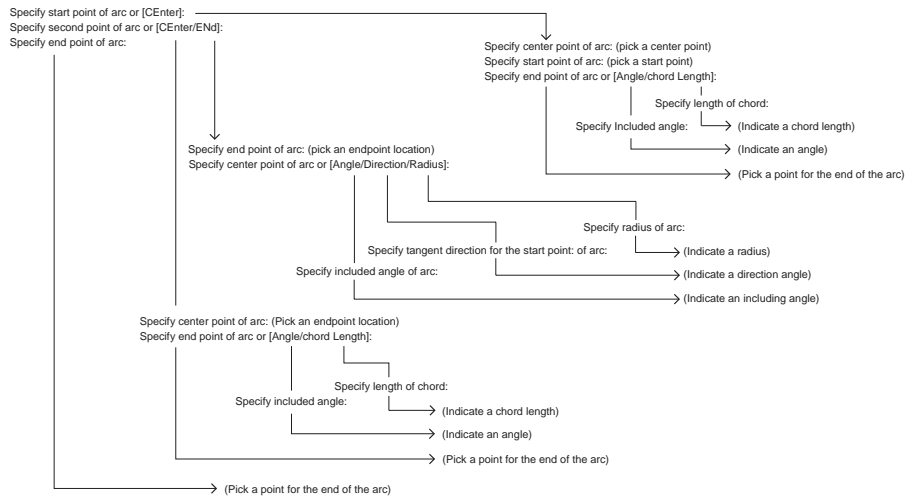 Specify start point of arc or [CEnter]:
Specify second point of arc or [CEnter/ENd]:
Specify end point of arc:
Specify center point of arc: (pick a center point)
Specify start point of arc: (pick a start point)
Specify end point of arc or [Angle/chord Length]:
Specify length of chord:
Specify Included angle:
(Indicate a chord length)
(Indicate an angle)
(Pick a point for the end of the arc)
Specify end point of arc: (pick an endpoint location)
Specify center point of arc or [Angle/Direction/Radius]:
Specify radius of arc:
Specify tangent direction for the start point: of arc:
(Indicate a radius)
Specify included angle of arc:
(Indicate a direction angle)
(Indicate an including angle)
Specify center point of arc: (Pick an endpoint location)
Specify end point of arc or [Angle/chord Length]:
Specify length of chord:
Specify included angle:
(Indicate a chord length)
(Indicate an angle)
(Pick a point for the end of the arc)
(Pick a point for the end of the arc)